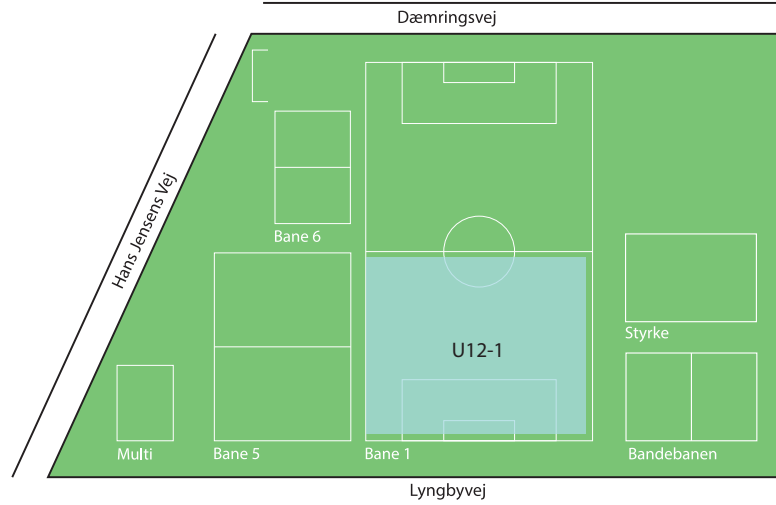 Dæmringsvej
Hans Jensens Vej
Bane 6
Styrke
U12-1
Multi
Bane 5
Bane 1
Bandebanen
Lyngbyvej